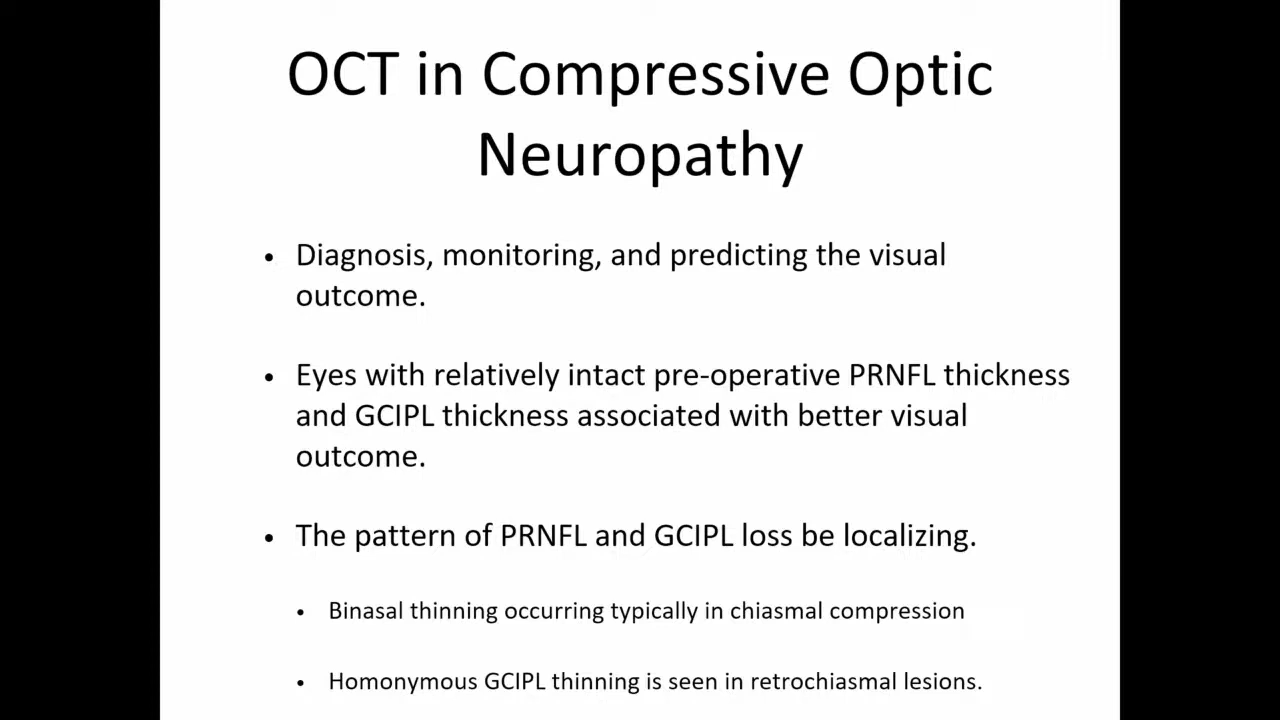 OCT in Compressive Optic
Neuropathy
• Diagnosis, monitoring, and predicting the visual
outcome.
• Eyes with relatively intact pre-operative PRNFL thickness
and GCIPL thickness associated with better visual
outcome.
• The pattern of PRNFL and GCIPL loss be localizing.
• Binasal thinning occurring typically in chiasmal compression
• Homonymous GCIPL thinning is seen in retrochiasmal lesions.